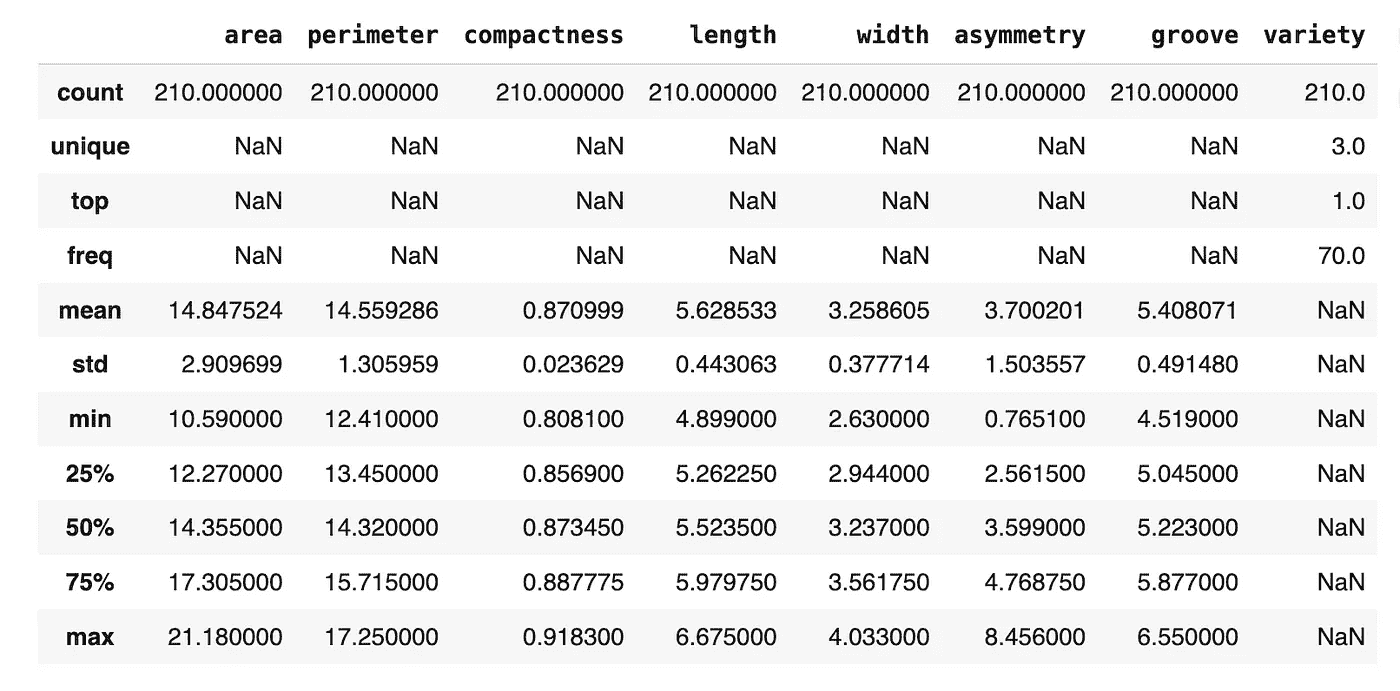 area perimeter compactness length width asymmetry groove variety
count 210.000000 210.000000 210.000000 210.000000 210.000000 210.000000 210.000000 210.0
unique NaN NaN NaN NaN NaN NaN NaN 3.0
top NaN NaN NaN NaN NaN NaN NaN 1.0
freq NaN NaN NaN NaN NaN NaN NaN 70.0
mean 14.847524 14.559286 0.870999 5.628533 3.258605 3.700201 5.408071 NaN
std 2.909699 1.305959 0.023629 0.443063 0.377714 1.503557 0.491480 NaN
min 10.590000 12.410000 0.808100 4.899000 2.630000 0.765100 4.519000 NaN
25% 12.270000 13.450000 0.856900 5.262250 2.944000 2.561500 5.045000 NaN
50% 14.355000 14.320000 0.873450 5.523500 3.237000 3.599000 5.223000 NaN
75% 17.305000 15.715000 0.887775 5.979750 3.561750 4.768750 5.877000 NaN
max 21.180000 17.250000 0.918300 6.675000 4.033000 8.456000 6.550000 NaN